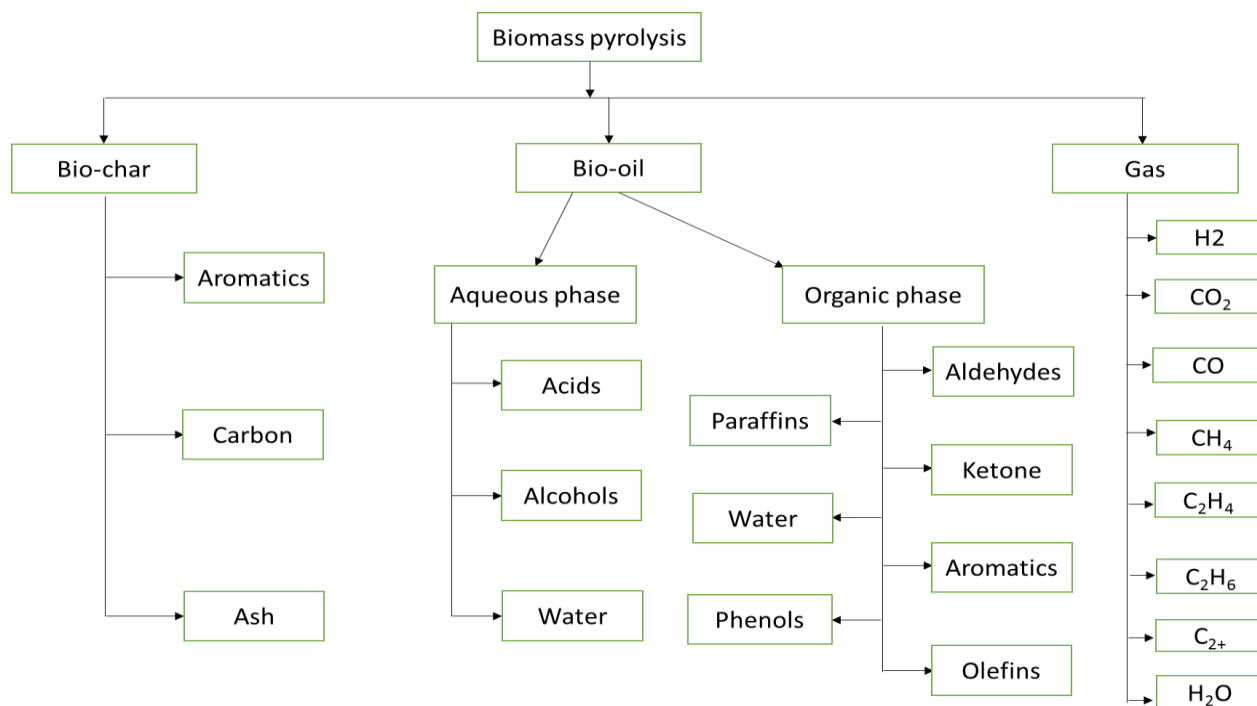 Biomass pyrolysis
Bio-char
Bio-oil
Gas
Aromatics
Carbon
Ash
Aqueous phase
Acids
Alcohols
Water
Organic phase
Aldehydes
Paraffins
Ketone
Water
Aromatics
Phenols
Olefins
H2
CO₂
CO
CH₄
C₂H₄
C₂H₆
C₂₊
H₂O